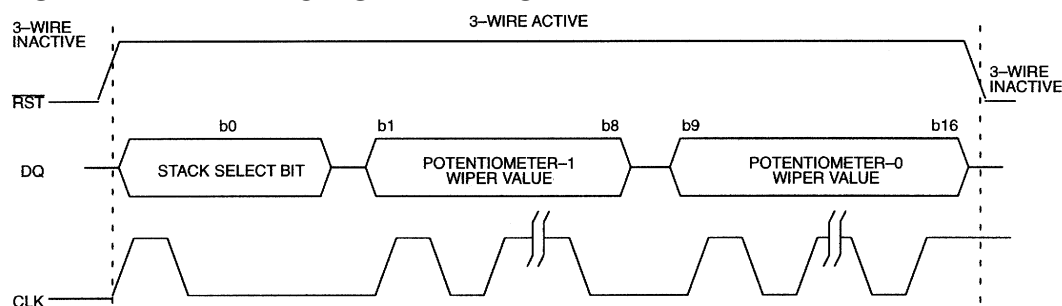 3–WIRE
INACTIVE
3–WIRE ACTIVE
3–WIRE
INACTIVE
RST
b0
b1
b8
b9
b16
DQ
STACK SELECT BIT
POTENTIOMETER–1
WIPER VALUE
POTENTIOMETER–0
WIPER VALUE
CLK